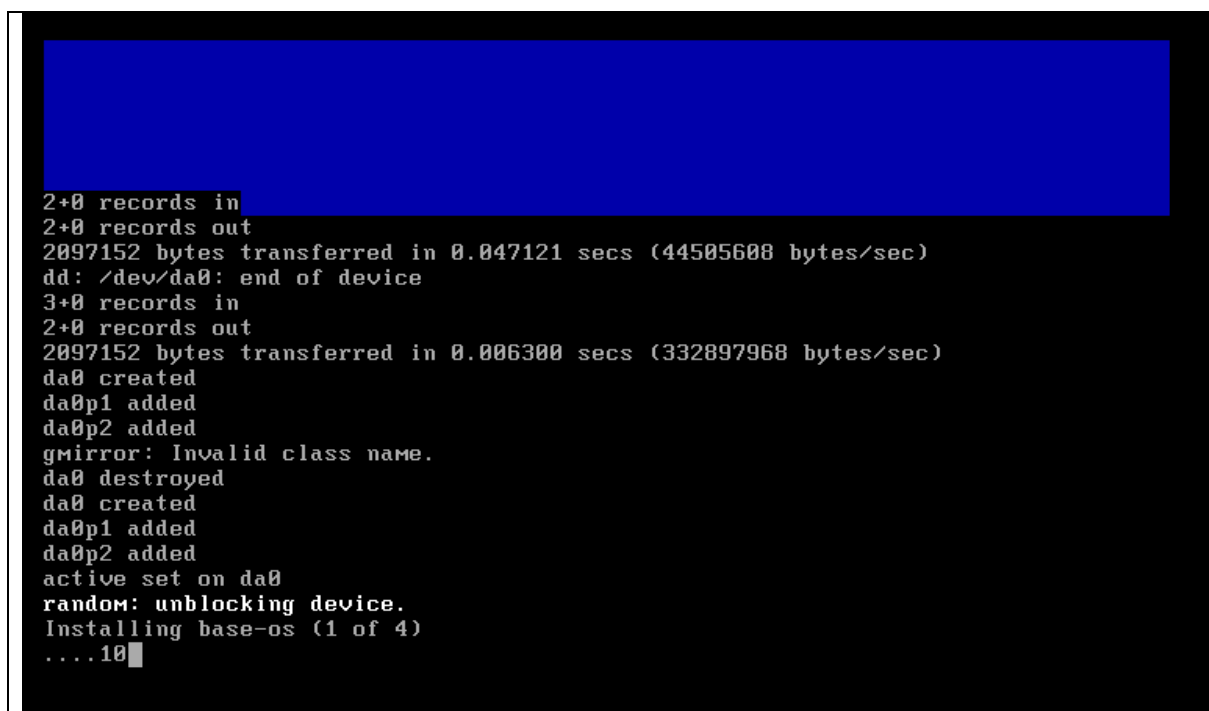 2+0 records in
2+0 records out
2097152 bytes transferred in 0.047121 secs (44505608 bytes/sec)
dd: /dev/da0: end of device
3+0 records in
2+0 records out
2097152 bytes transferred in 0.006300 secs (332897968 bytes/sec)
da0 created
da0p1 added
da0p2 added
gmirror: Invalid class name.
da0 destroyed
da0 created
da0p1 added
da0p2 added
active set on da0
random: unblocking device.
Installing base-os (1 of 4)
....10